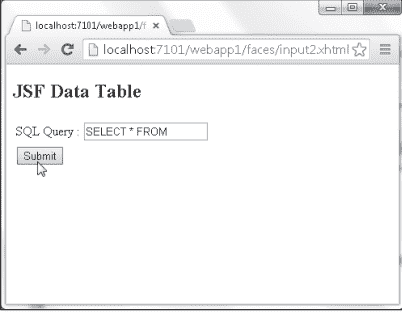 localhost:7101/webapp1/f
localhost:7101/webapp1/faces/input2.xhtml
JSF Data Table
SQL Query : SELECT * FROM
Submit